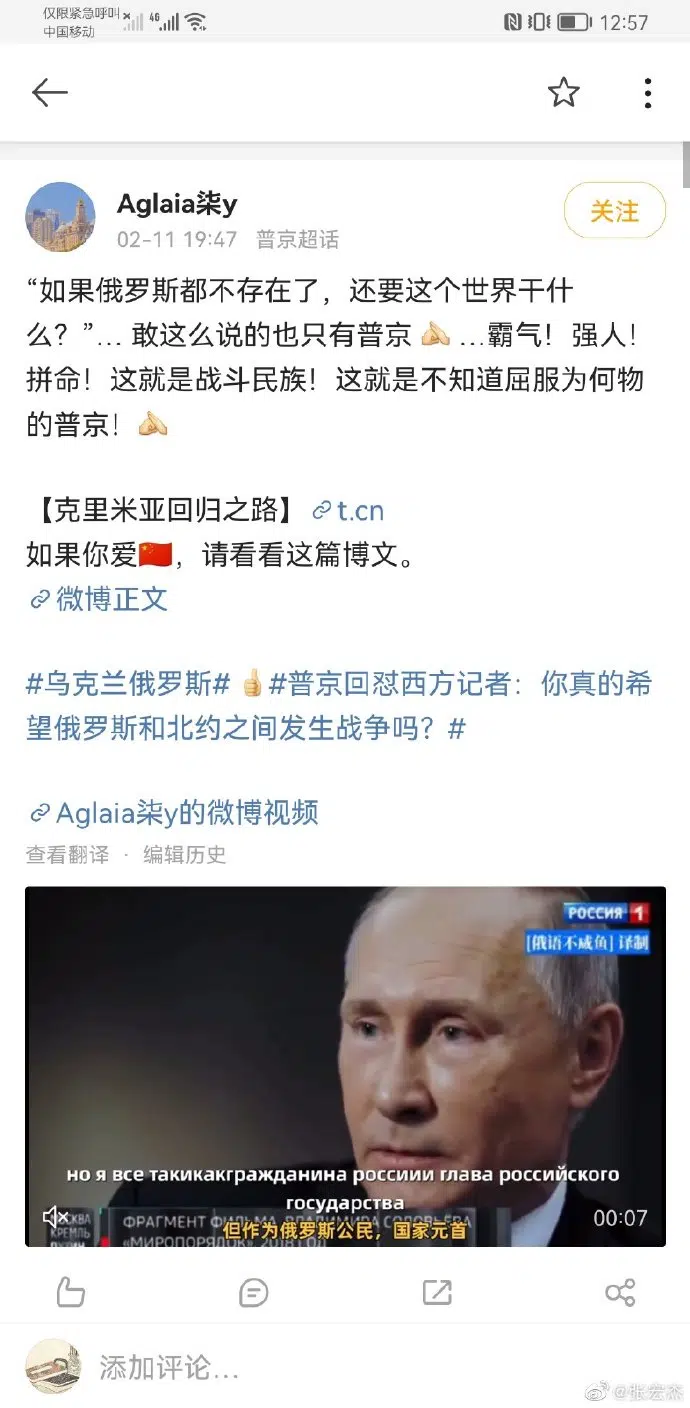 仅限紧急呼叫
中国移动
4G
12:57
Aglaia柒y
关注
02-11 19:47 普京超话
“如果俄罗斯都不存在了，还要这个世界干什
么？”… 敢这么说的也只有普京 …霸气！强人！
拼命！这就是战斗民族！这就是不知道屈服为何物
的普京！
【克里米亚回归之路】 t.cn
如果你爱🇨🇳，请看看这篇博文。
微博正文
#乌克兰俄罗斯# 👍 #普京回怼西方记者：你真的希
望俄罗斯和北约之间发生战争吗？#
Aglaia柒y的微博视频
查看翻译 · 编辑历史
РОССИЯ 1
[俄语不咸鱼] 译制
но я все такикакгражданина россиии глава российского
государства
МОСКВА
КРЕМЛЬ
ФРАГМЕНТ ФИЛЬМА ВЛАДИМИРА СОЛОВЬЁВА
«МИРОПОРЯДОК», 2018 ГОД
但作为俄罗斯公民，国家元首
00:07
添加评论…
@张宏杰